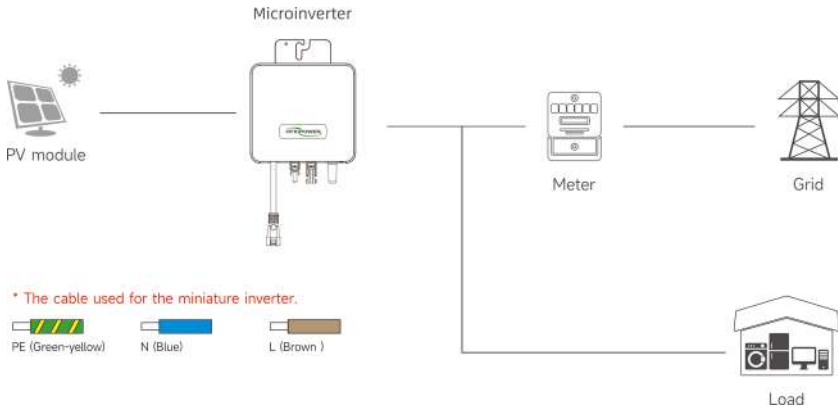 Microinverter
PV module
Meter
Grid
* The cable used for the miniature inverter.
PE (Green-yellow)
N (Blue)
L (Brown )
Load